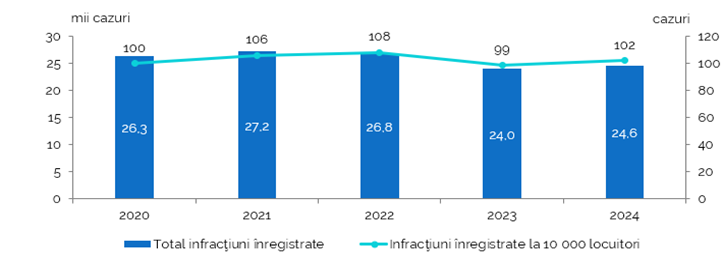 mii cazuri cazuri
30 120
25 100
20 80
15 60
10 40
5 20
0 0
100 106 108 99 102
26,3 27,2 26,8 24,0 24,6
2020 2021 2022 2023 2024
Total infracţiuni înregistrate Infracţiuni înregistrate la 10 000 locuitori